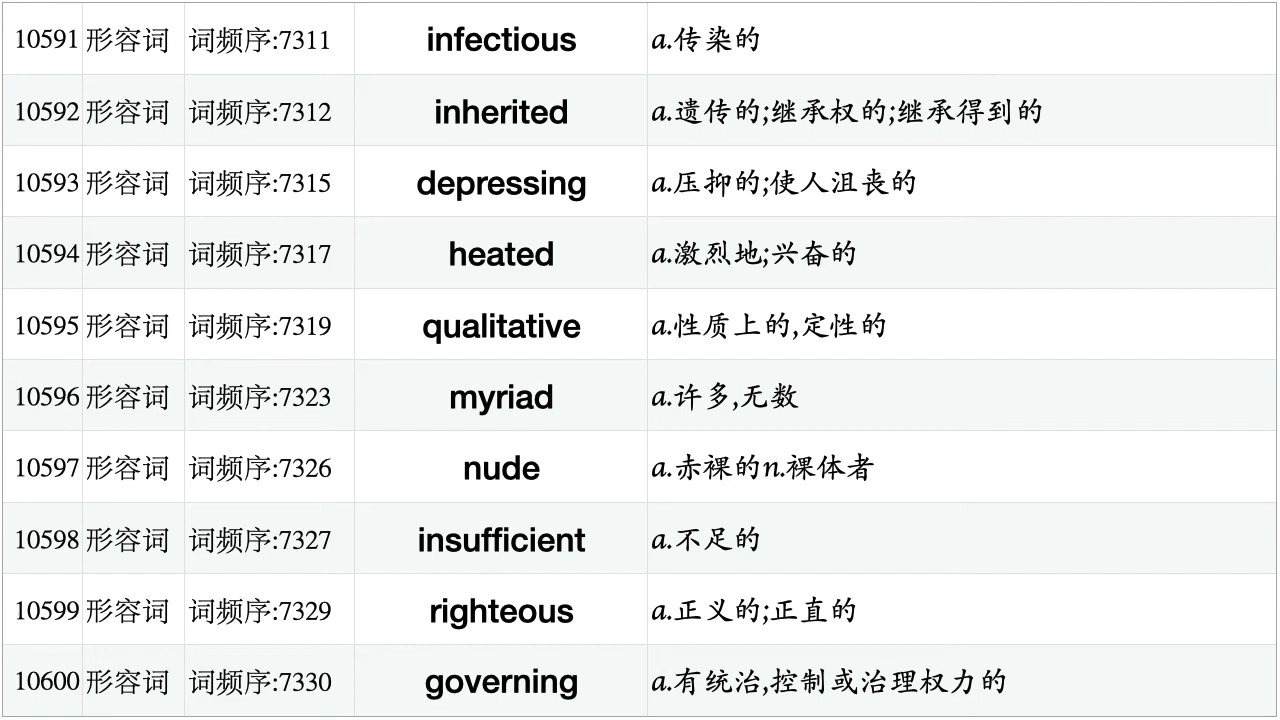 10591 形容词 词频序:7311 infectious a.传染的
10592 形容词 词频序:7312 inherited a.遗传的;继承权的;继承得到的
10593 形容词 词频序:7315 depressing a.压抑的;使人沮丧的
10594 形容词 词频序:7317 heated a.激烈地;兴奋的
10595 形容词 词频序:7319 qualitative a.性质上的,定性的
10596 形容词 词频序:7323 myriad a.许多,无数
10597 形容词 词频序:7326 nude a.赤裸的n.裸体者
10598 形容词 词频序:7327 insufficient a.不足的
10599 形容词 词频序:7329 righteous a.正义的;正直的
10600 形容词 词频序:7330 governing a.有统治,控制或治理权力的